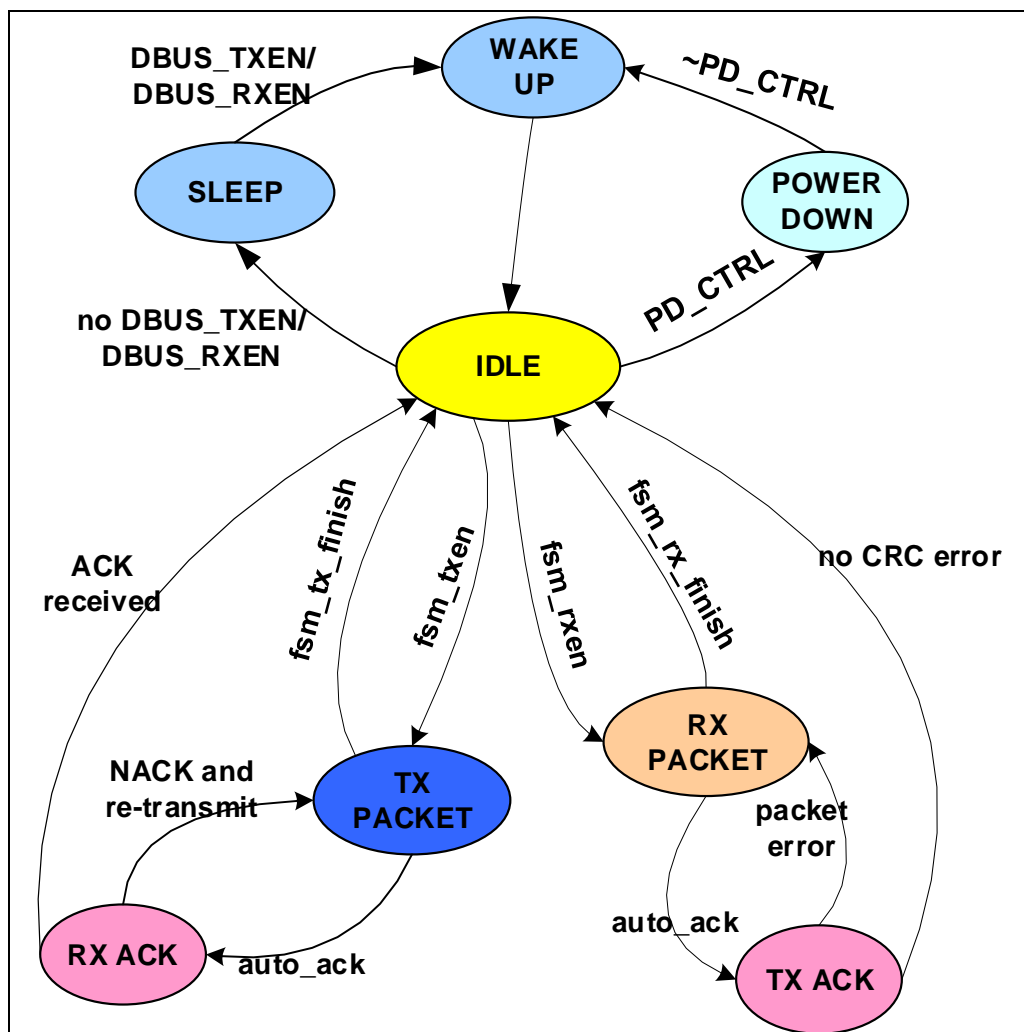 DBUS_TXEN/
DBUS_RXEN
WAKE
UP
~PD_CTRL
SLEEP
POWER
DOWN
no DBUS_TXEN/
DBUS_RXEN
PD_CTRL
IDLE
ACK
received
fsm_tx_finish
fsm_txen
fsm_rxen
fsm_rx_finish
no CRC error
NACK and
re-transmit
TX
PACKET
RX
PACKET
packet
error
RX ACK
auto_ack
auto_ack
TX ACK